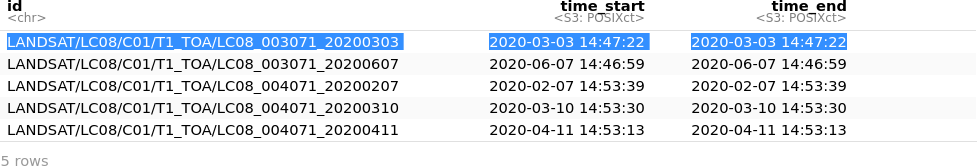 id time_start time_end
<chr> <S3: POSIXct> <S3: POSIXct>
LANDSAT/LC08/C01/T1_TOA/LC08_003071_20200303 2020-03-03 14:47:22 2020-03-03 14:47:22
LANDSAT/LC08/C01/T1_TOA/LC08_003071_20200607 2020-06-07 14:46:59 2020-06-07 14:46:59
LANDSAT/LC08/C01/T1_TOA/LC08_004071_20200207 2020-02-07 14:53:39 2020-02-07 14:53:39
LANDSAT/LC08/C01/T1_TOA/LC08_004071_20200310 2020-03-10 14:53:30 2020-03-10 14:53:30
LANDSAT/LC08/C01/T1_TOA/LC08_004071_20200411 2020-04-11 14:53:13 2020-04-11 14:53:13
5 rows